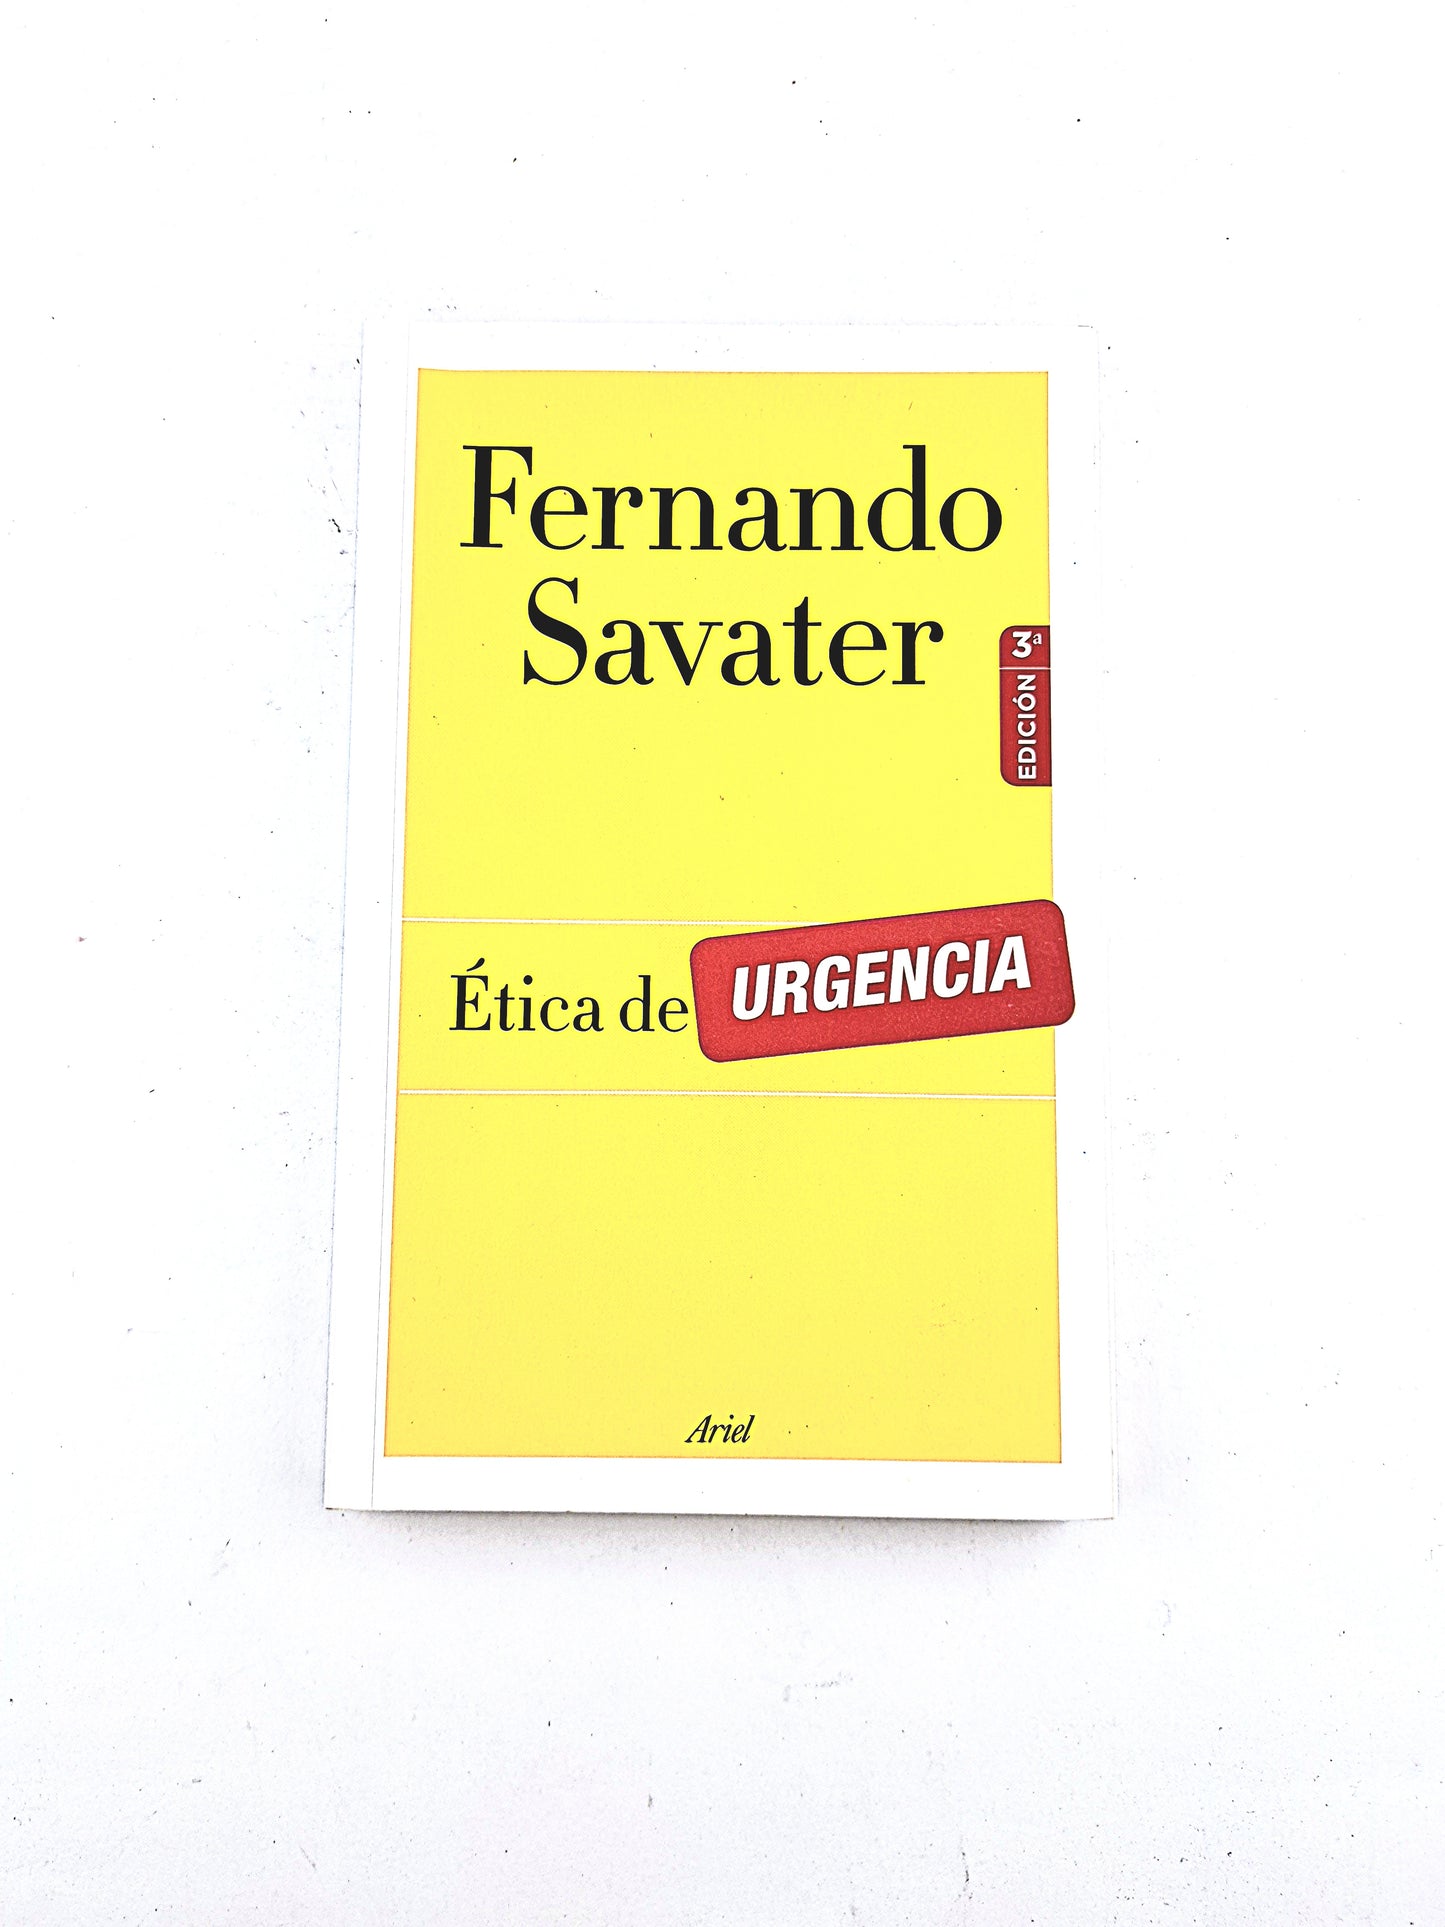 Fernando
Savater
3ª
EDICIÓN
Ética de URGENCIA
Ariel